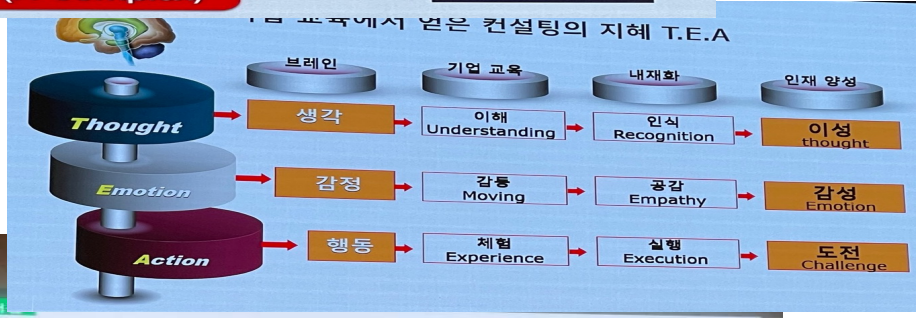 교육에서 얻은 컨설팅의 지혜 T.E.A
브레인
기업 교육
내재화
인재 양성
Thought
생각
이해
Understanding
인식
Recognition
이성
thought
Emotion
감정
감동
Moving
공감
Empathy
감성
Emotion
Action
행동
체험
Experience
실행
Execution
도전
Challenge